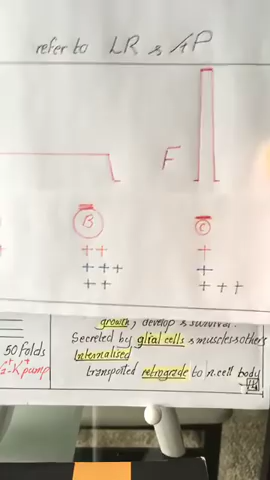 refer to LR & AP
F
B
C
++ +
+++ +
++ +++
growth, develop & survival.
Secreted by glial cells & muscles & others
Internalised
50 folds
transported retrograde to n. cell body
Na+-K+ pump